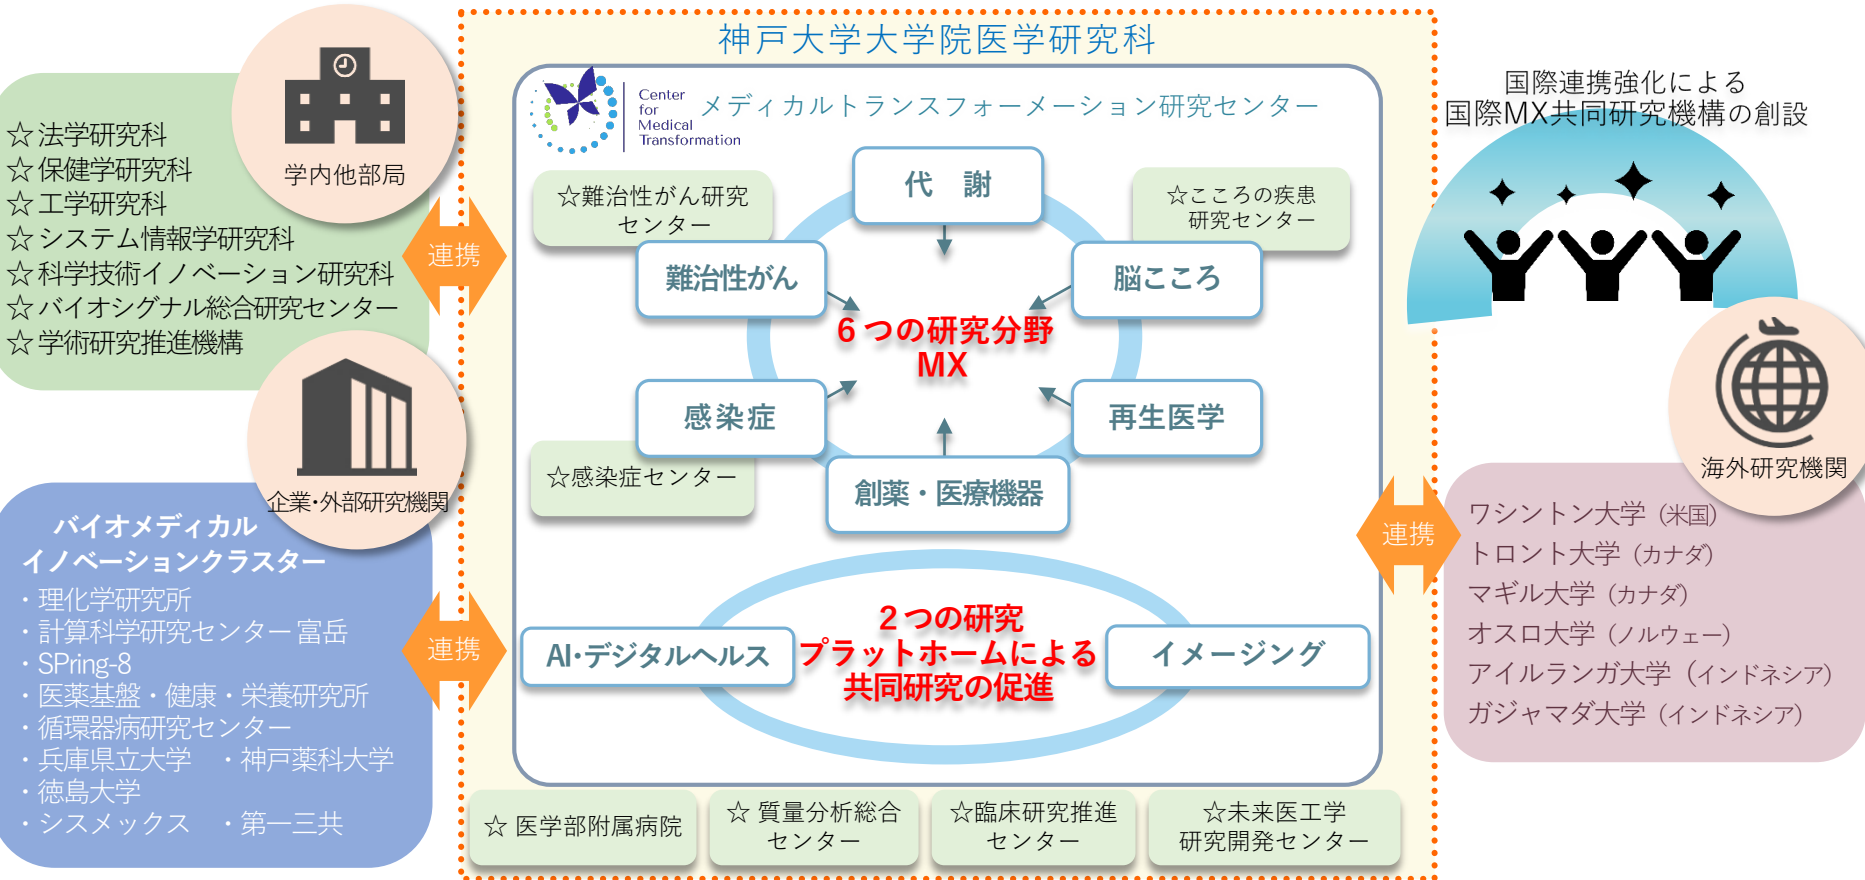 神戸大学大学院医学研究科
Center
for
Medical
Transformation
メディカルトランスフォーメーション研究センター
学内他部局
☆法学研究科
☆保健学研究科
☆工学研究科
☆システム情報学研究科
☆科学技術イノベーション研究科
☆バイオシグナル総合研究センター
☆学術研究推進機構
連携
企業・外部研究機関
バイオメディカル
イノベーションクラスター
・理化学研究所
・計算科学研究センター 富岳
・SPring-8
・医薬基盤・健康・栄養研究所
・循環器病研究センター
・兵庫県立大学　・神戸薬科大学
・徳島大学
・シスメックス　・第一三共
連携
☆難治性がん研究
センター
代　謝
☆こころの疾患
研究センター
難治性がん
脳こころ
6つの研究分野
MX
感染症
再生医学
☆感染症センター
創薬・医療機器
AI・デジタルヘルス
2つの研究
プラットホームによる
共同研究の促進
イメージング
☆ 医学部附属病院
☆ 質量分析総合
センター
☆臨床研究推進
センター
☆未来医工学
研究開発センター
国際連携強化による
国際MX共同研究機構の創設
海外研究機関
連携
ワシントン大学（米国）
トロント大学（カナダ）
マギル大学（カナダ）
オスロ大学（ノルウェー）
アイルランガ大学（インドネシア）
ガジャマダ大学（インドネシア）